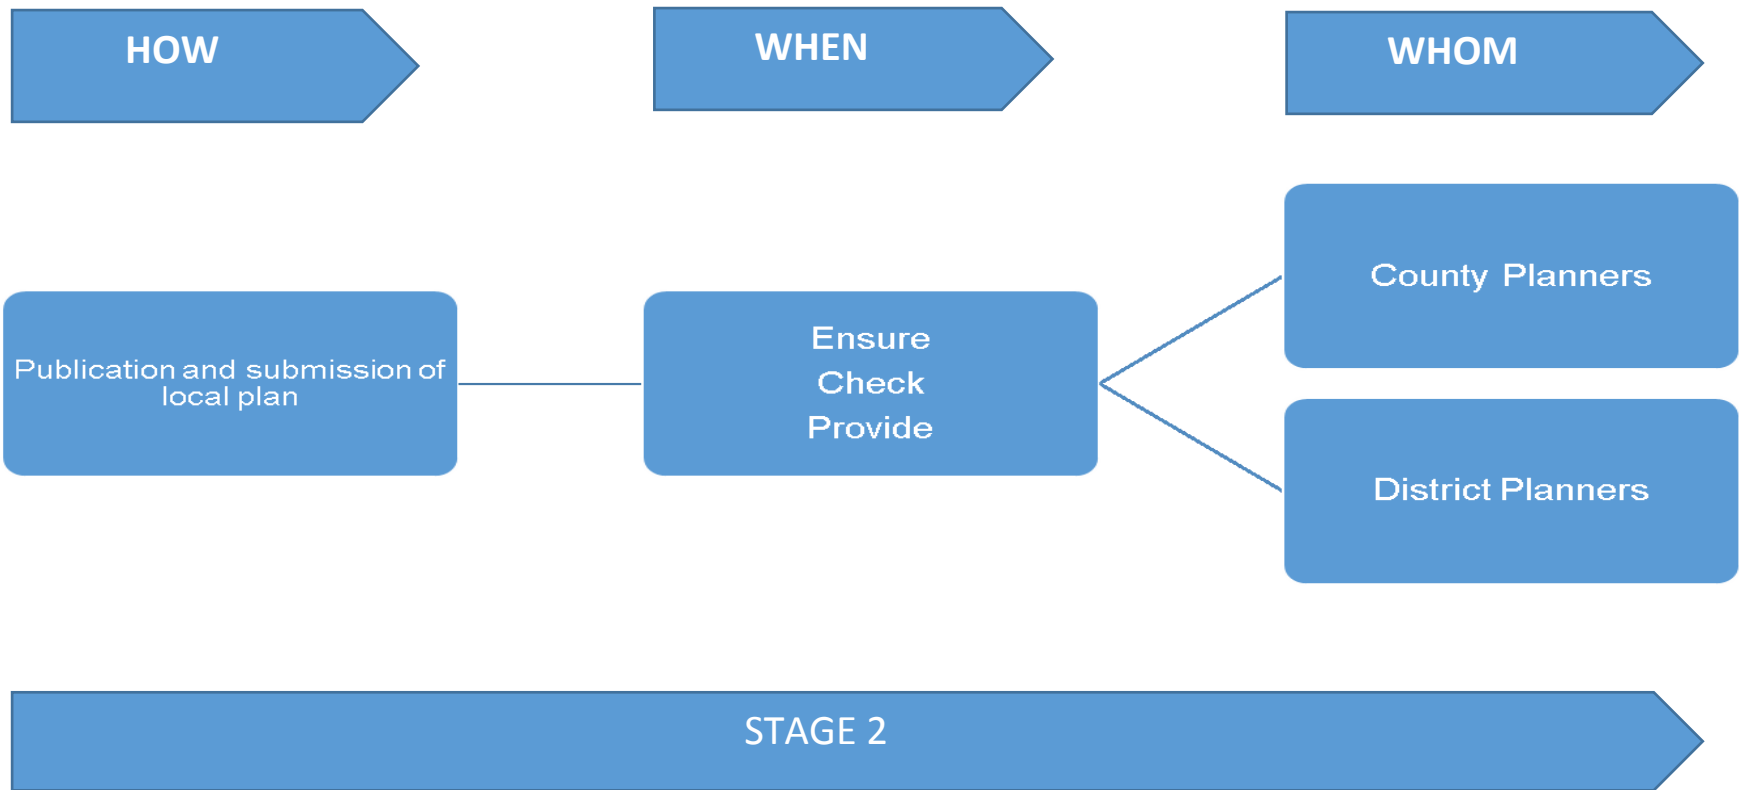 HOW
WHEN
WHOM
Publication and submission of
local plan
Ensure
Check
Provide
County Planners
District Planners
STAGE 2